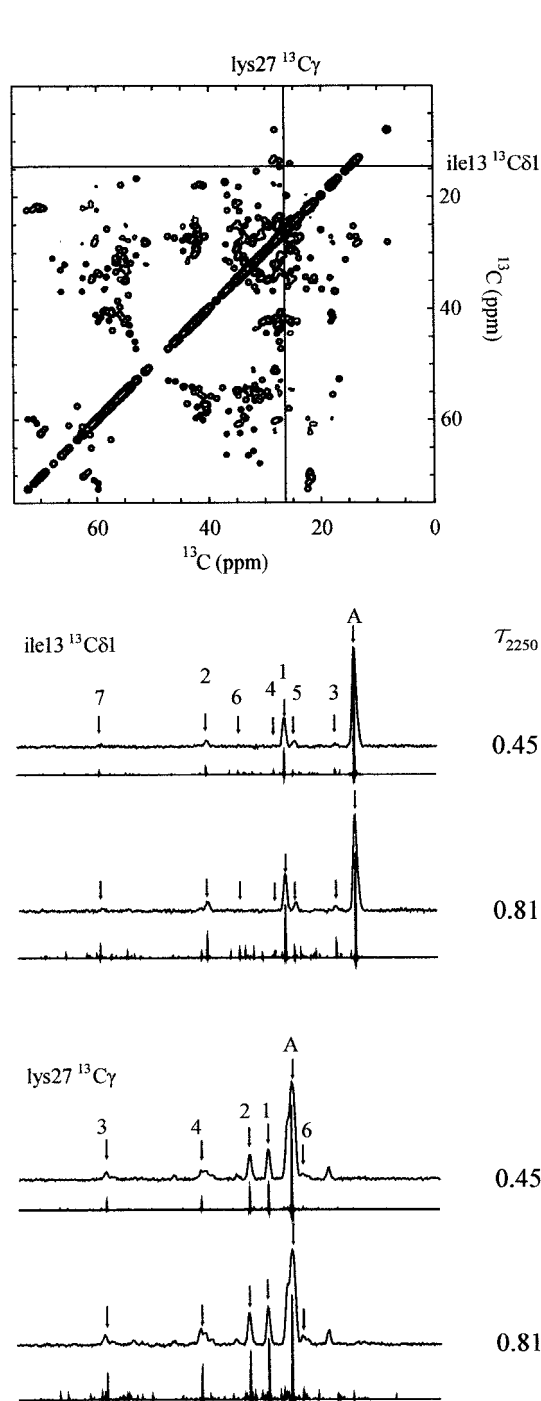 lys27 ¹³Cγ
ile13 ¹³Cδ1
20
40
60
¹³C (ppm)
60 40 20 0
¹³C (ppm)
ile13 ¹³Cδ1
A
τ₂₂₅₀
7 2 6 4 1 5 3
0.45
0.81
lys27 ¹³Cγ
A
3 4 2 1 6
0.45
0.81